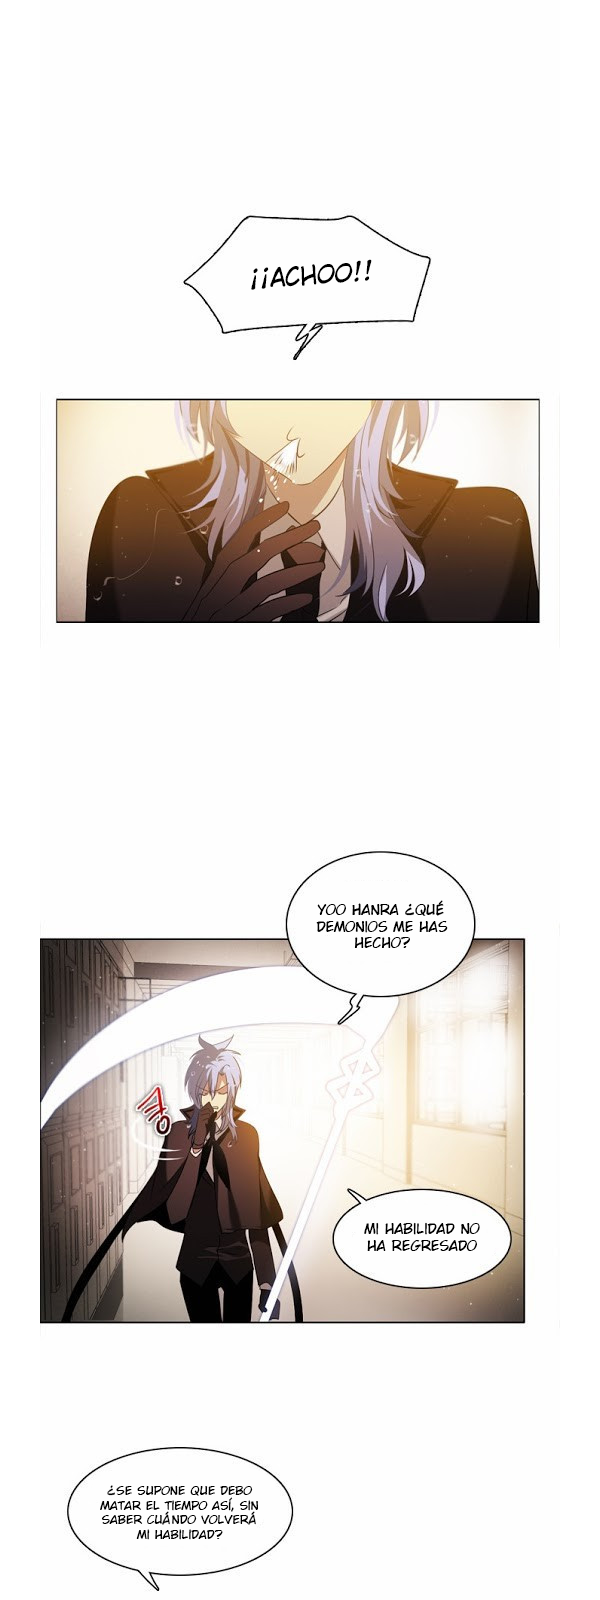 ¡¡ACHOO!!
YOO HANRA ¿QUÉ
DEMONIOS ME HAS
HECHO?
킁
MI HABILIDAD NO
HA REGRESADO
¿SE SUPONE QUE DEBO
MATAR EL TIEMPO ASÍ, SIN
SABER CUÁNDO VOLVERÁ
MI HABILIDAD?